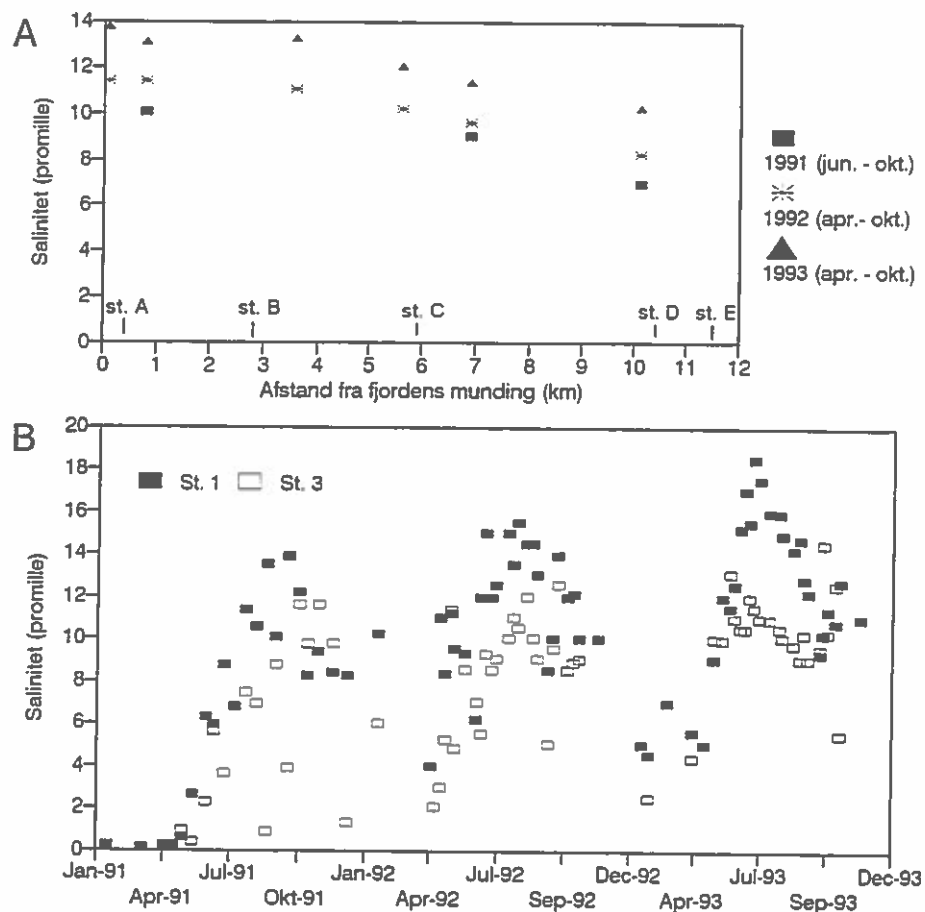 A
14
12
10
8
6
4
2
0
Salinitet (promille)
st. A
st. B
st. C
st. D
st. E
0 1 2 3 4 5 6 7 8 9 10 11 12
Afstand fra fjordens munding (km)
1991 (jun. - okt.)
1992 (apr.- okt.)
1993 (apr. - okt.)
B
20
18
16
14
12
10
8
6
4
2
0
Salinitet (promille)
St. 1 St. 3
Jan-91 Jul-91 Jan-92 Jul-92 Dec-92 Jul-93 Dec-93
Apr-91 Okt-91 Apr-92 Sep-92 Apr-93 Sep-93